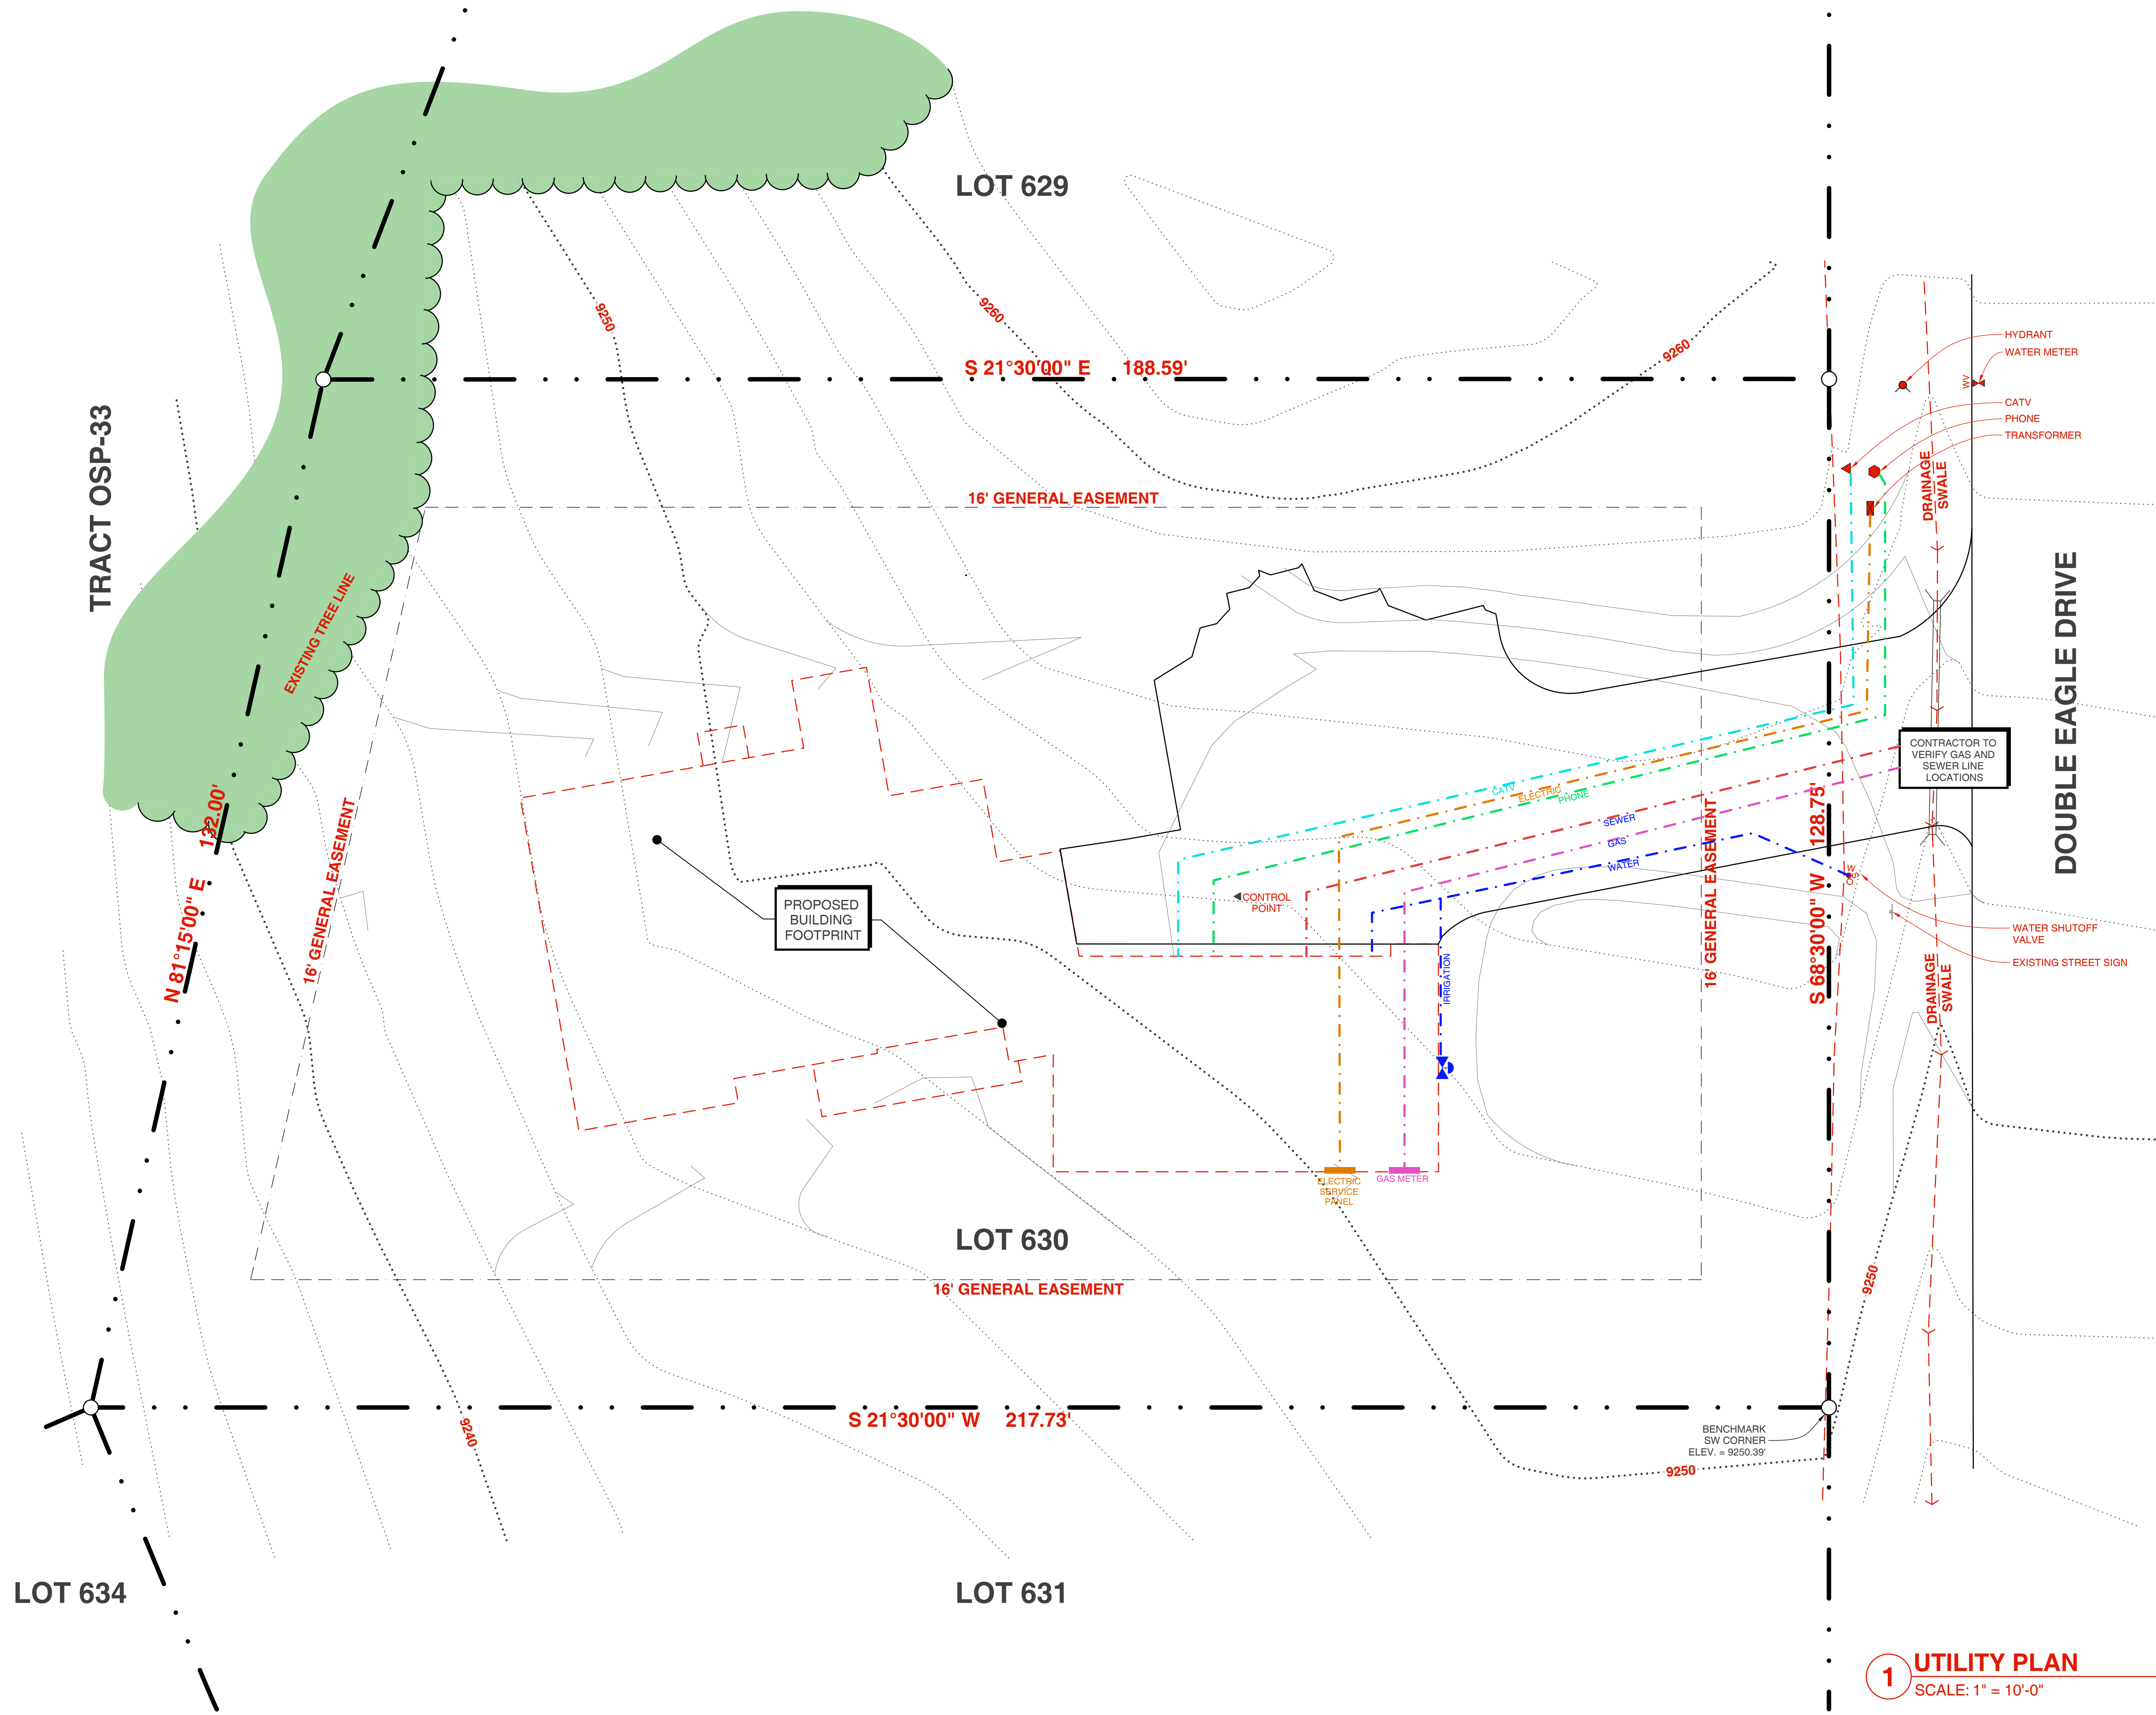 LOT 629
9250
9260
S 21°30'00" E 188.59'
9260
HYDRANT
WATER METER
WV
CATV
PHONE
TRANSFORMER
TRACT OSP-33
16' GENERAL EASEMENT
DRAINAGE
SWALE
EXISTING TREE LINE
DOUBLE EAGLE DRIVE
CONTRACTOR TO
VERIFY GAS AND
SEWER LINE
LOCATIONS
CATV
ELECTRIC
PHONE
SEWER
GAS
WATER
N 81°15'00" E 132.00'
16' GENERAL EASEMENT
PROPOSED
BUILDING
FOOTPRINT
CONTROL
POINT
16' GENERAL EASEMENT
S 68°30'00" W 128.75'
WSO
WATER SHUTOFF
VALVE
EXISTING STREET SIGN
IRRIGATION
DRAINAGE
SWALE
ELECTRIC
SERVICE
PANEL
GAS METER
LOT 630
16' GENERAL EASEMENT
9250
S 21°30'00" W 217.73'
9240
BENCHMARK
SW CORNER
ELEV. = 9250.39'
9250
LOT 634
LOT 631
1
UTILITY PLAN
SCALE: 1" = 10'-0"